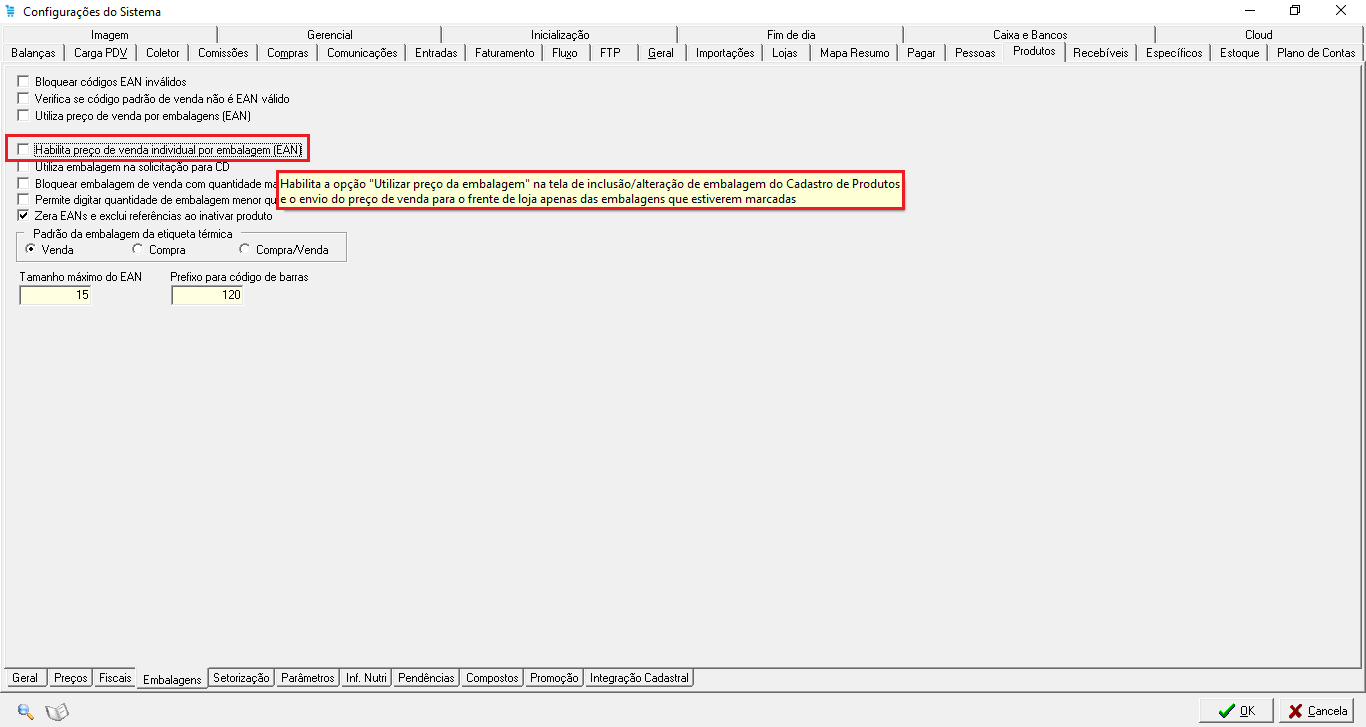 Configurações do Sistema
Imagem Gerencial Inicialização Fim de dia Caixa e Bancos Cloud
Balanças Carga PDV Coletor Comissões Compras Comunicações Entradas Faturamento Fluxo FTP Geral Importações Lojas Mapa Resumo Pagar Pessoas Produtos Recebíveis Específicos Estoque Plano de Contas
Bloquear códigos EAN inválidos
Verifica se código padrão de venda não é EAN válido
Utiliza preço de venda por embalagens (EAN)
Habilita preço de venda individual por embalagem (EAN)
Utiliza embalagem na solicitação para CD
Bloquear embalagem de venda com quantidade ma
Habilita a opção "Utilizar preço da embalagem" na tela de inclusão/alteração de embalagem do Cadastro de Produtos
e o envio do preço de venda para o frente de loja apenas das embalagens que estiverem marcadas
Permite digitar quantidade de embalagem menor qu
Zera EANs e exclui referências ao inativar produto
Padrão da embalagem da etiqueta térmica
Venda Compra Compra/Venda
Tamanho máximo do EAN Prefixo para código de barras
15 120
Geral Preços Fiscais Embalagens Setorização Parâmetros Inf. Nutri Pendências Compostos Promoção Integração Cadastral
OK Cancela